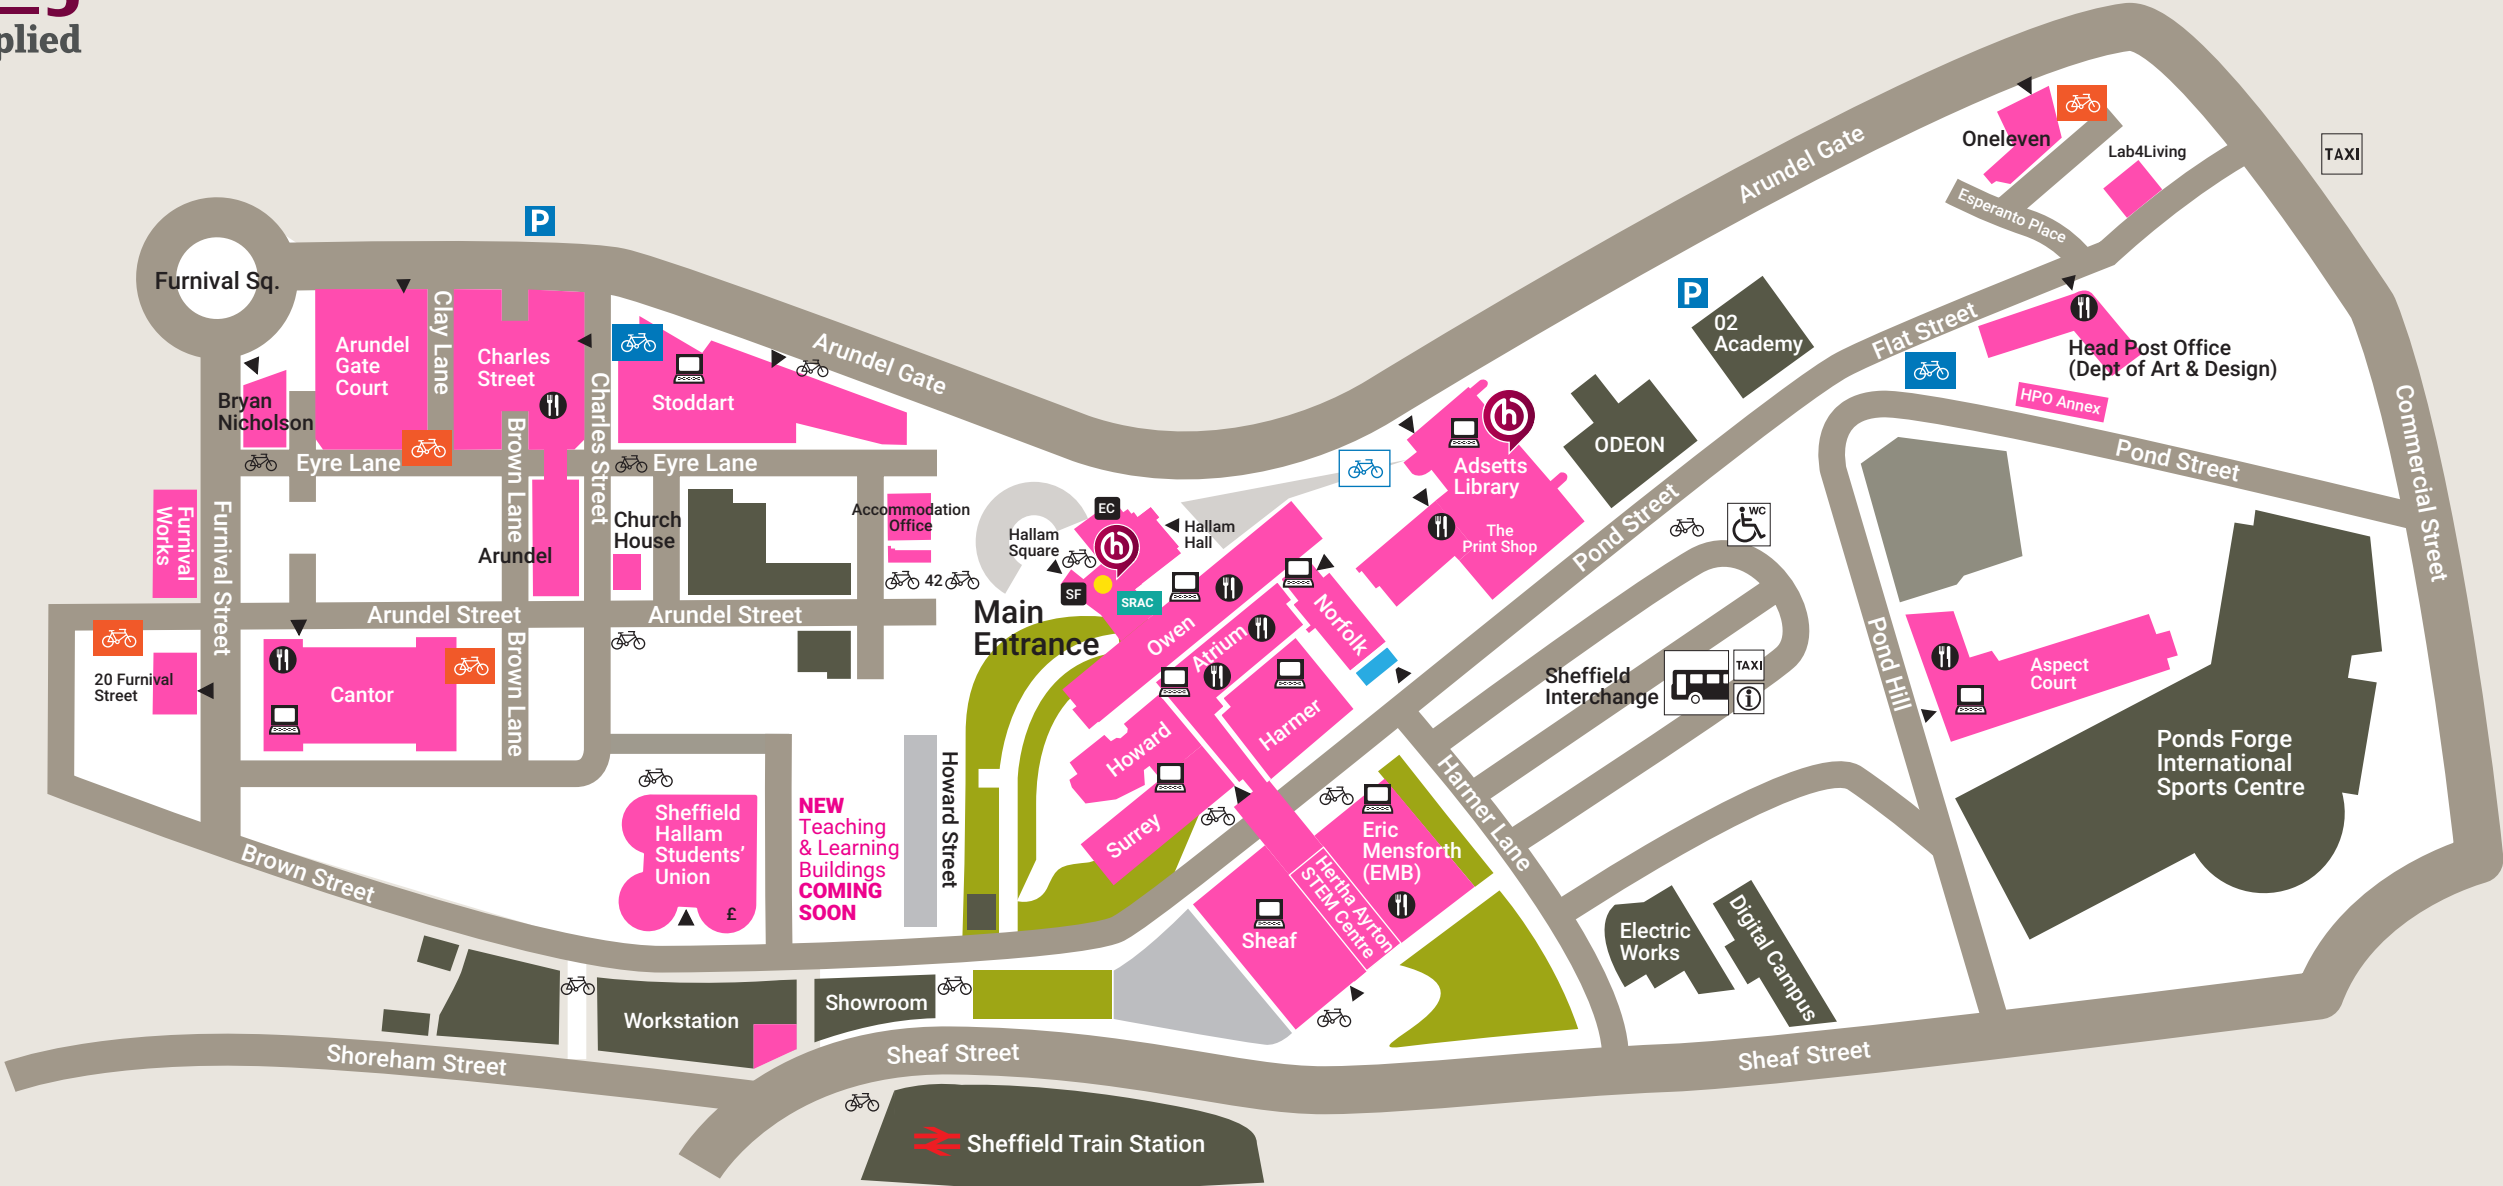 plied
Furnival Sq.
P
Arundel
Gate
Court
Clay Lane
Charles
Street
Charles Street
Stoddart
Arundel Gate
Bryan
Nicholson
Eyre Lane
Brown Lane
Eyre Lane
Furnival
Works
Furnival Street
Arundel
Church
House
Accommodation
Office
42
Arundel Street
Arundel Street
20 Furnival
Street
Cantor
Brown Lane
Brown Street
Sheffield
Hallam
Students’
Union
£
NEW
Teaching
& Learning
Buildings
COMING
SOON
Howard Street
Hallam
Square
EC
h
SF
SRAC
Hallam
Hall
Main
Entrance
Owen
Atrium
Norfolk
Harmer
Howard
Surrey
Adsetts
Library
h
The
Print Shop
ODEON
P
02
Academy
Arundel Gate
Oneleven
Lab4Living
Esperanto Place
TAXI
Flat Street
Head Post Office
(Dept of Art & Design)
HPO Annex
Pond Street
Commercial Street
Pond Street
WC
Sheffield
Interchange
TAXI
i
Pond Hill
Aspect
Court
Ponds Forge
International
Sports Centre
Harmer Lane
Eric
Mensforth
(EMB)
Hertha Ayrton
STEM Centre
Sheaf
Electric
Works
Digital Campus
Workstation
Showroom
Shoreham Street
Sheaf Street
Sheaf Street
Sheffield Train Station